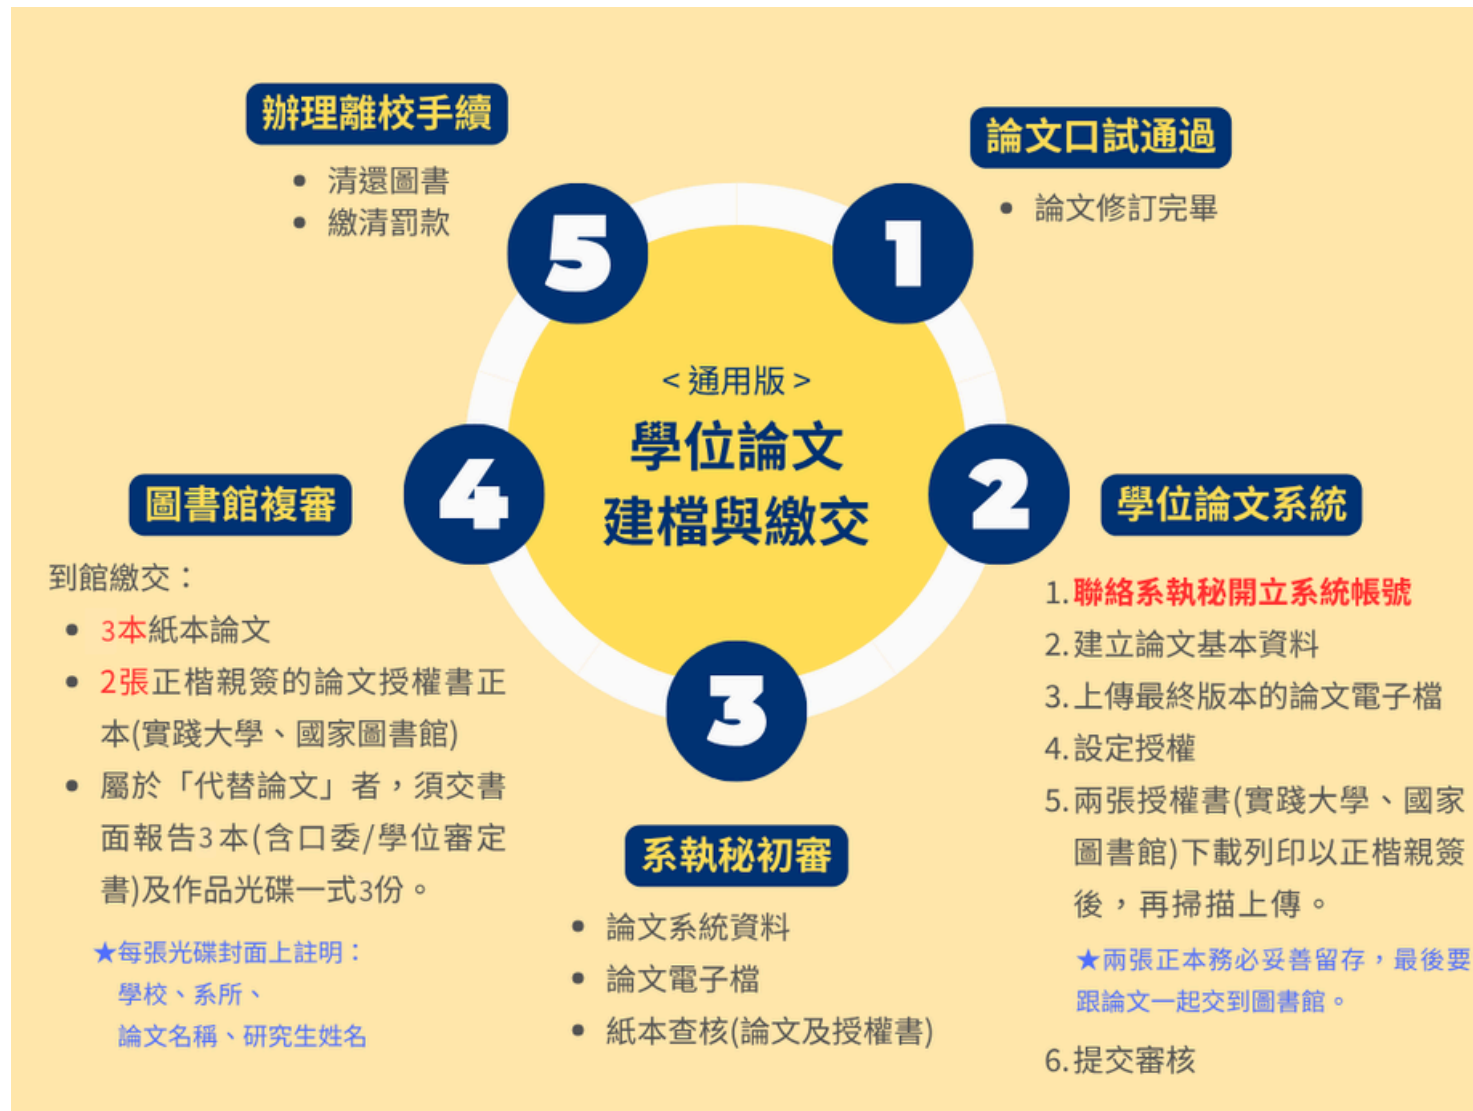 <通用版>
學位論文
建檔與繳交
1
論文口試通過
• 論文修訂完畢
2
學位論文系統
1.聯絡系執秘開立系統帳號
2.建立論文基本資料
3.上傳最終版本的論文電子檔
4.設定授權
5.兩張授權書(實踐大學、國家
圖書館)下載列印以正楷親簽
後，再掃描上傳。
★兩張正本務必妥善留存，最後要
跟論文一起交到圖書館。
6.提交審核
3
系執秘初審
• 論文系統資料
• 論文電子檔
• 紙本查核(論文及授權書)
4
圖書館複審
到館繳交：
• 3本紙本論文
• 2張正楷親簽的論文授權書正
本(實踐大學、國家圖書館)
• 屬於「代替論文」者，須交書
面報告3本(含口委/學位審定
書)及作品光碟一式3份。
★每張光碟封面上註明：
學校、系所、
論文名稱、研究生姓名
5
辦理離校手續
• 清還圖書
• 繳清罰款